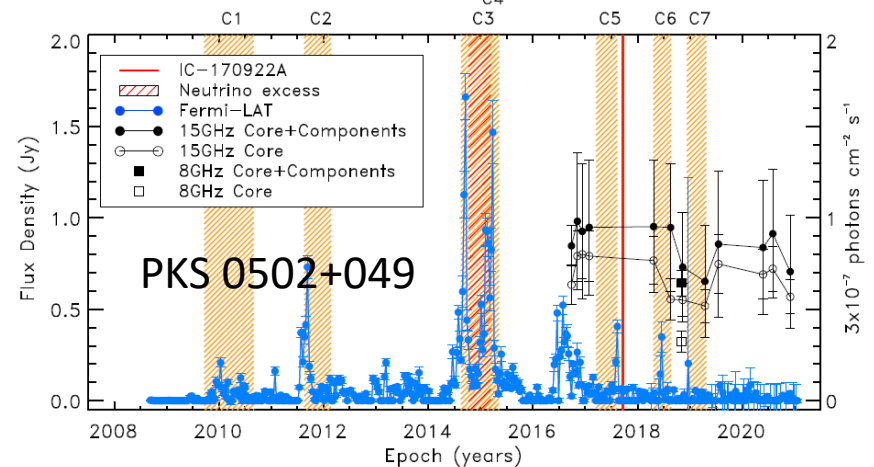 C4
C1 C2 C3 C5 C6 C7
2.0 2
IC-170922A
Neutrino excess
Fermi-LAT
1.5
15GHz Core+Components
15GHz Core
8GHz Core+Components
8GHz Core
1.0 1
PKS 0502+049
0.5
0.0 0
Flux Density (Jy)
3x10⁻⁷ photons cm⁻² s⁻¹
2008 2010 2012 2014 2016 2018 2020
Epoch (years)